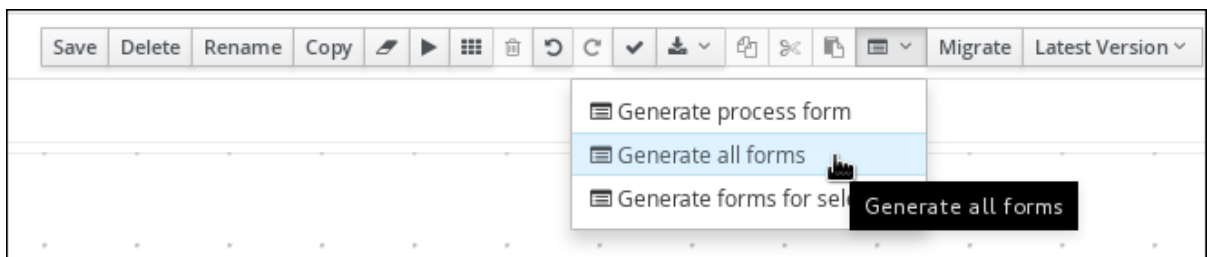 Save Delete Rename Copy Migrate Latest Version
Generate process form
Generate all forms
Generate forms for
Generate all forms